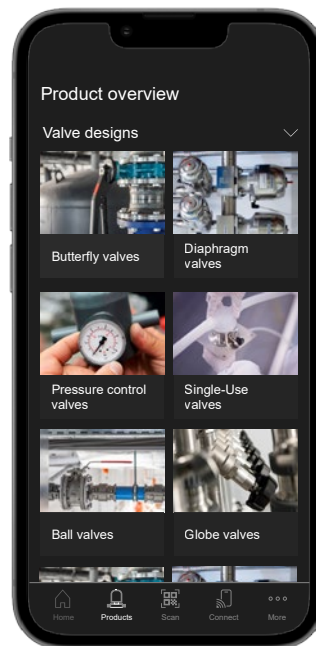 Product overview
Valve designs
Butterfly valves
Diaphragm
valves
Pressure control
valves
Single-Use
valves
Ball valves
Globe valves
Home
Products
Scan
Connect
More